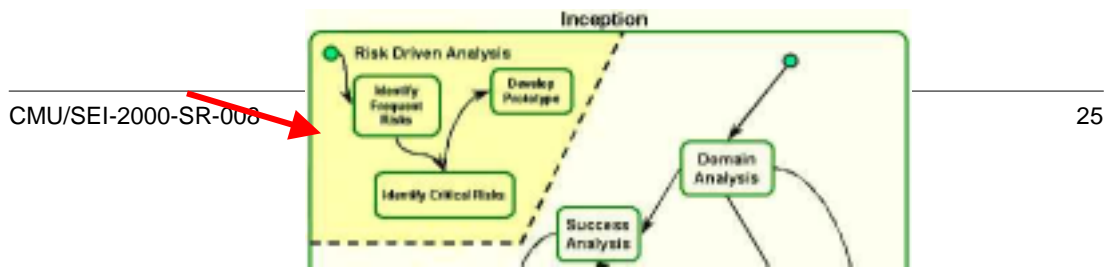 Inception
Risk Driven Analysis
Identify
Frequent
Risks
Develop
Prototype
CMU/SEI-2000-SR-008
25
Identify Critical Risks
Domain
Analysis
Success
Analysis